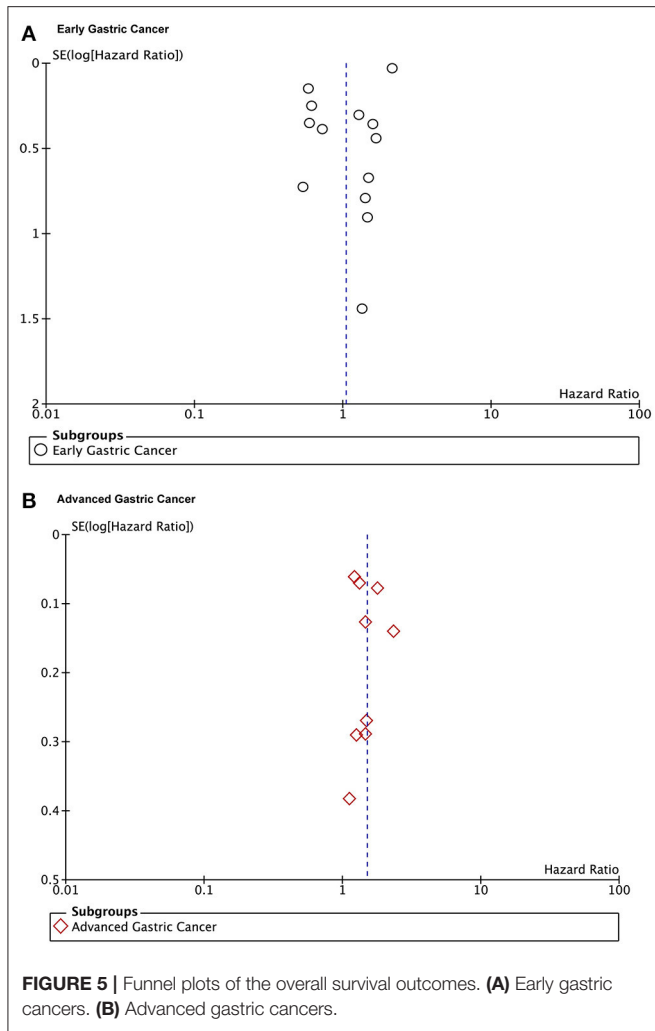 A Early Gastric Cancer
SE(log[Hazard Ratio])
0
0.5
1
1.5
2
Hazard Ratio
0.01 0.1 1 10 100
Subgroups
Early Gastric Cancer
B Advanced Gastric Cancer
SE(log[Hazard Ratio])
0
0.1
0.2
0.3
0.4
0.5
Hazard Ratio
0.01 0.1 1 10 100
Subgroups
Advanced Gastric Cancer
FIGURE 5 | Funnel plots of the overall survival outcomes. (A) Early gastric
cancers. (B) Advanced gastric cancers.